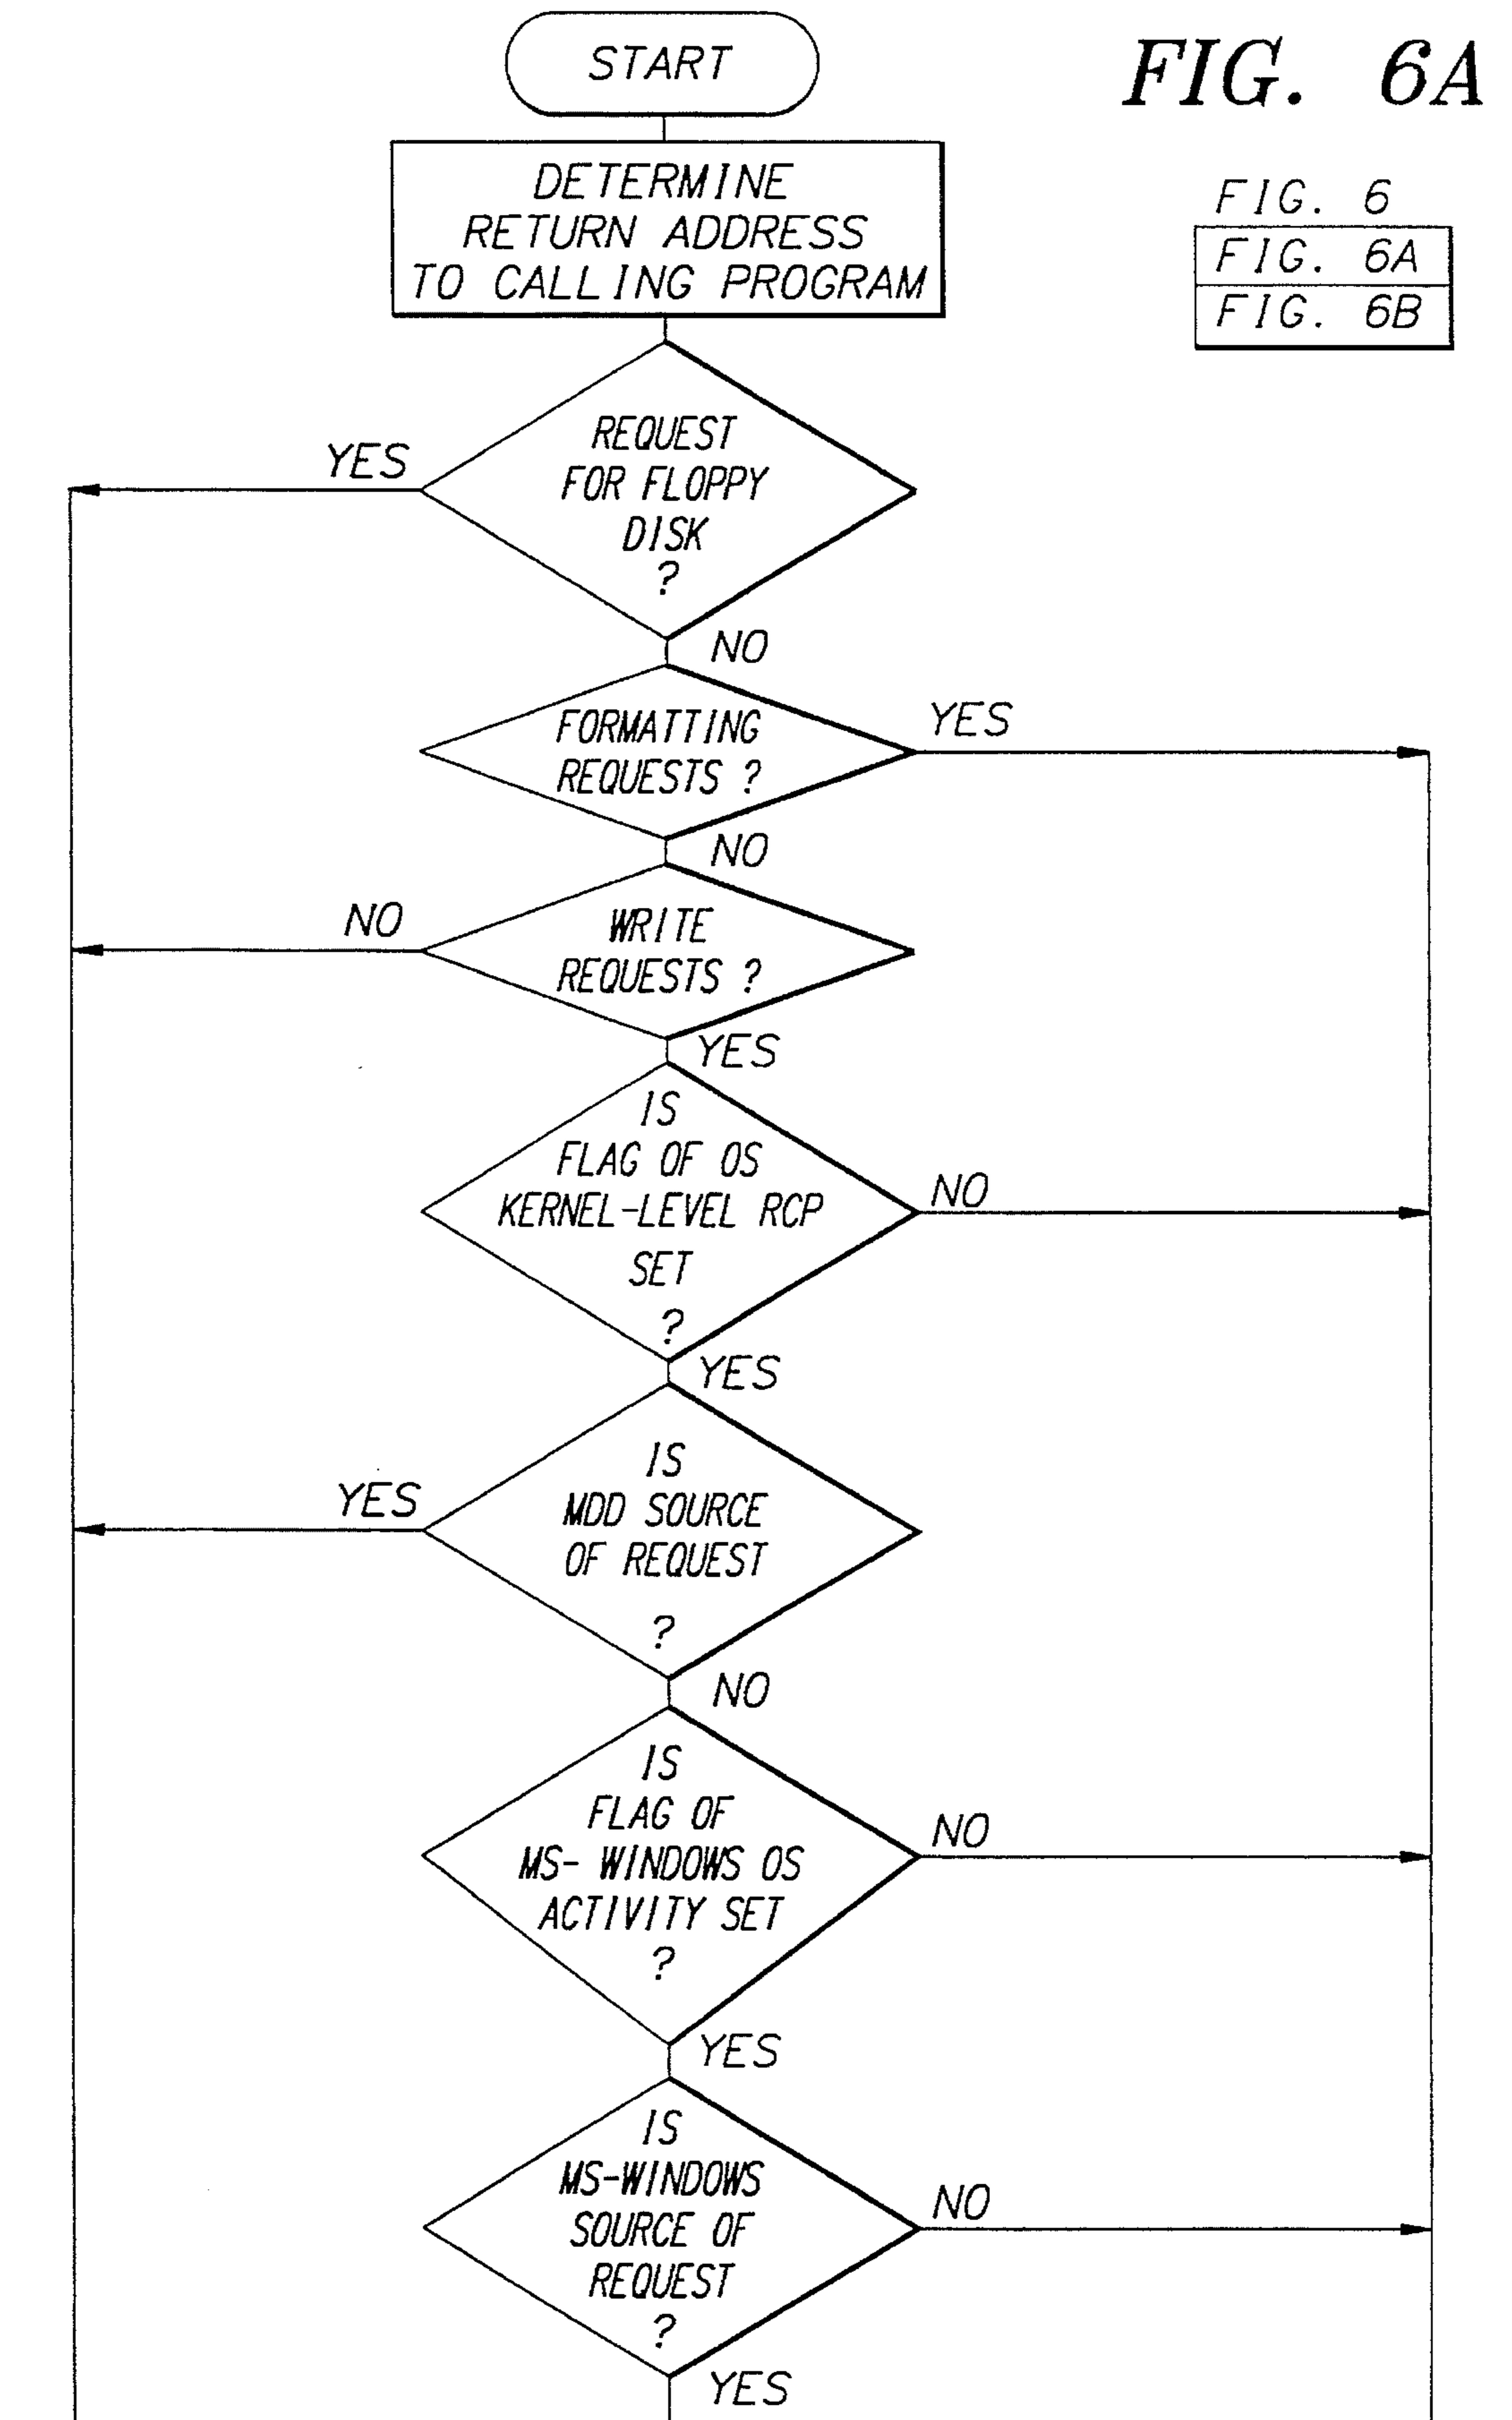 START
FIG. 6A
DETERMINE
RETURN ADDRESS
TO CALLING PROGRAM
FIG. 6
FIG. 6A
FIG. 6B
REQUEST
FOR FLOPPY
DISK
?
YES
NO
FORMATTING
REQUESTS ?
YES
NO
WRITE
REQUESTS ?
NO
YES
IS
FLAG OF OS
KERNEL-LEVEL RCP
SET
?
NO
YES
IS
MDD SOURCE
OF REQUEST
?
YES
NO
IS
FLAG OF
MS- WINDOWS OS
ACTIVITY SET
?
NO
YES
IS
MS-WINDOWS
SOURCE OF
REQUEST
?
NO
YES